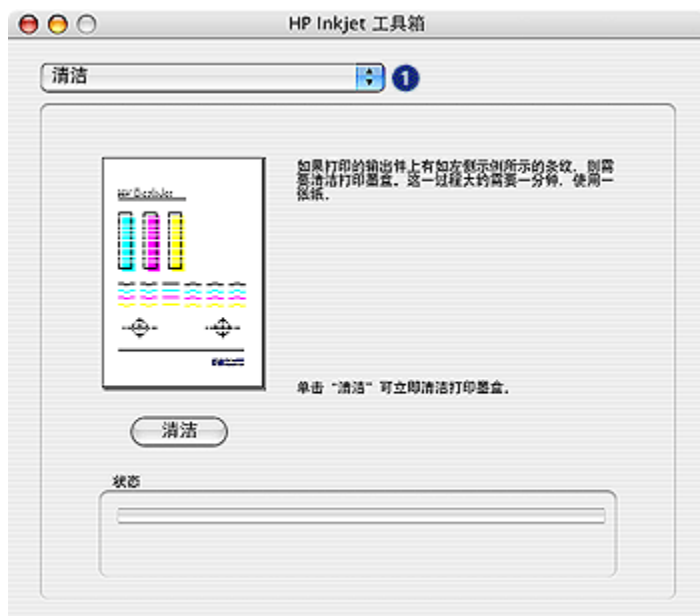 HP Inkjet 工具箱
清洁
1
如果打印的输出件上有如左侧示例所示的条纹，则需
要清洁打印墨盒。这一过程大约需要一分钟，使用一
张纸.
单击“清洁”可立即清洁打印墨盒。
清洁
状态